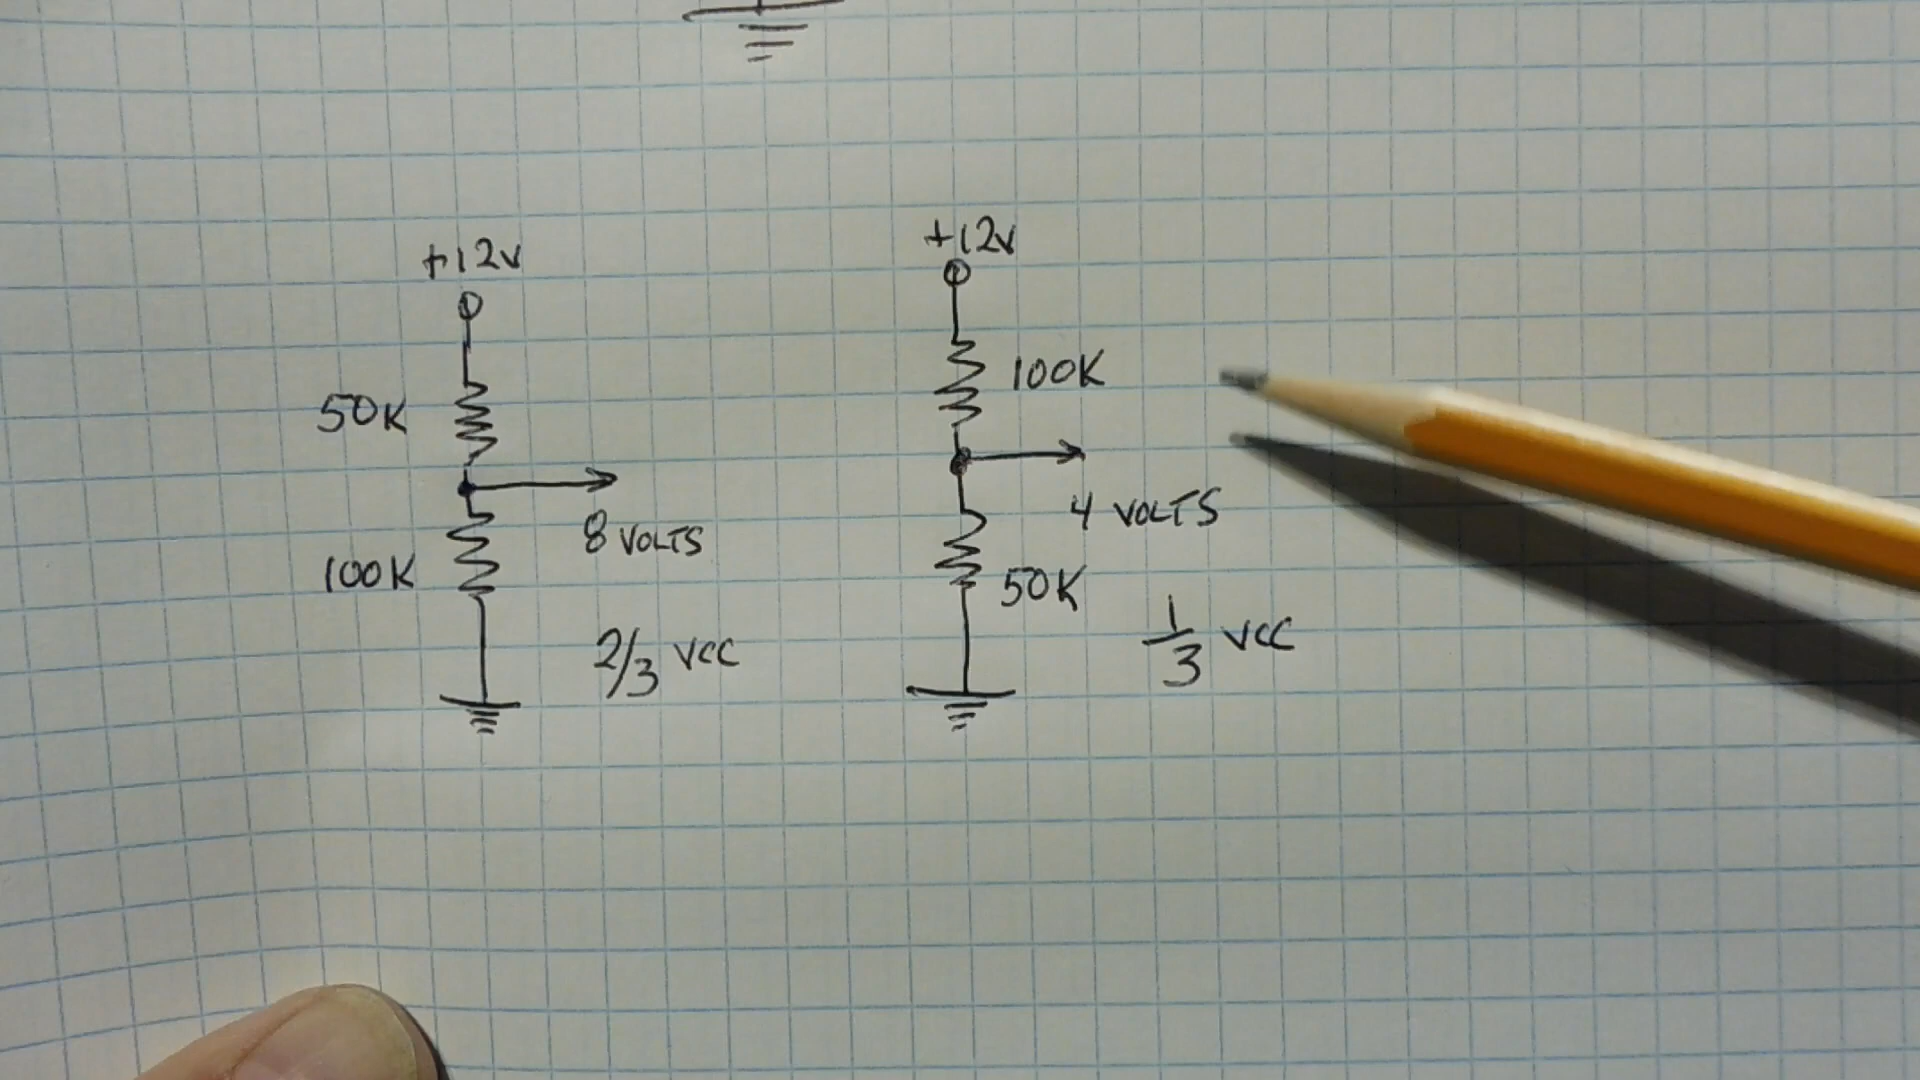 +12v
50K
100K
8 VOLTS
2/3 VCC
+12v
100K
4 VOLTS
50K
1/3 VCC